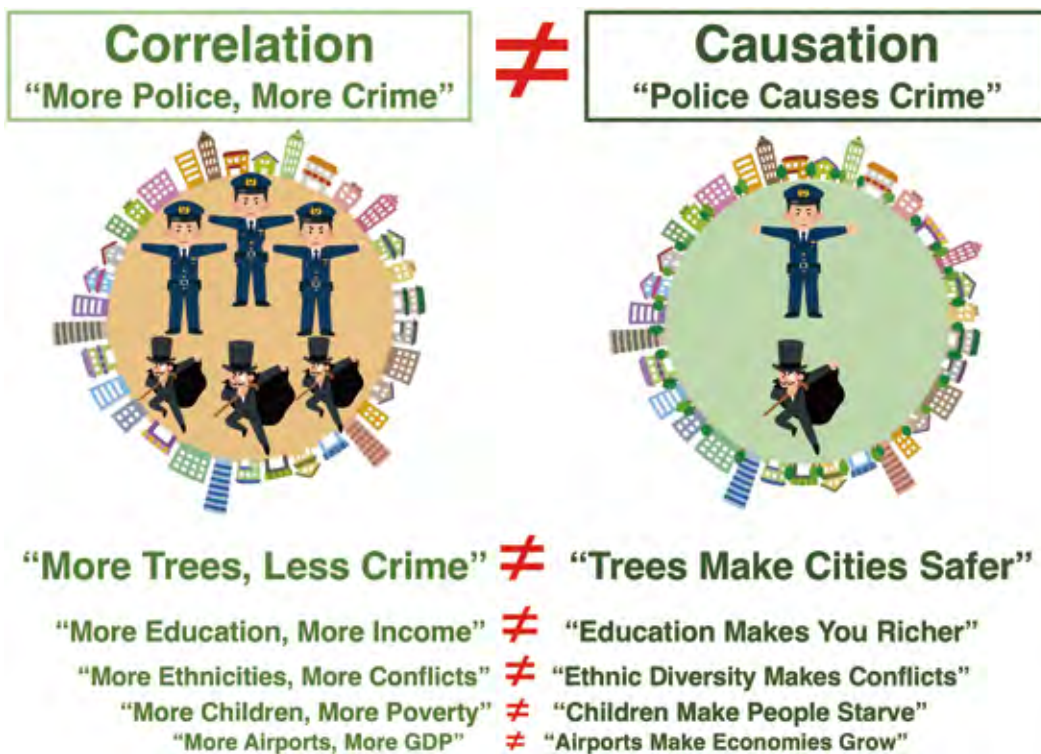 Correlation ≠ Causation
“More Police, More Crime” “Police Causes Crime”
“More Trees, Less Crime” ≠ “Trees Make Cities Safer”
“More Education, More Income” ≠ “Education Makes You Richer”
“More Ethnicities, More Conflicts” ≠ “Ethnic Diversity Makes Conflicts”
“More Children, More Poverty” ≠ “Children Make People Starve”
“More Airports, More GDP” ≠ “Airports Make Economies Grow”